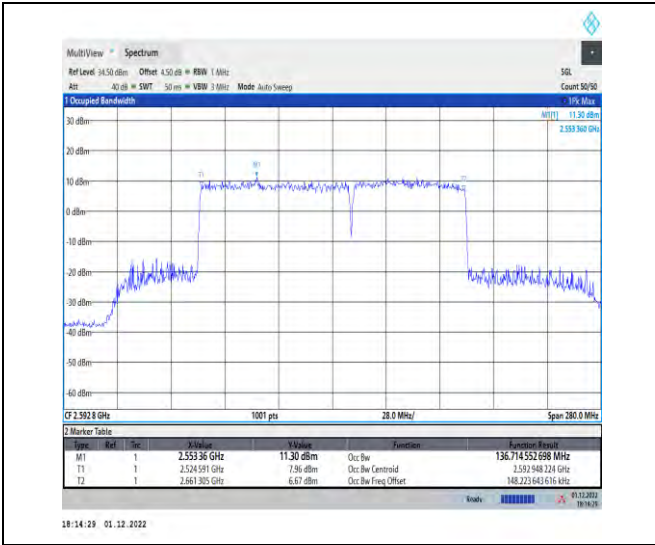 MultiView Spectrum
Ref Level 34.50 dBm Offset 4.50 dB RBW 1 MHz SGL
Att 40 dB SWT 50 ms VBW 3 MHz Mode Auto Sweep Count 50/50
1 Occupied Bandwidth 1Pk Max
M1[1] 11.30 dBm
2.553 360 GHz
30 dBm
20 dBm
T1 M1
10 dBm
0 dBm
-10 dBm
-20 dBm
-30 dBm
-40 dBm
-50 dBm
-60 dBm
CF 2.592 8 GHz 1001 pts 28.0 MHz/ Span 280.0 MHz
2 Marker Table
Type Ref Trc X-Value Y-Value Function Function Result
M1 1 2.553 36 GHz 11.30 dBm Occ Bw 136.714 552 698 MHz
T1 1 2.524 591 GHz 7.96 dBm Occ Bw Centroid 2.592 948 224 GHz
T2 1 2.661 305 GHz 6.67 dBm Occ Bw Freq Offset 148.223 643 616 kHz
Ready 01.12.2022
18:14:29
18:14:29 01.12.2022